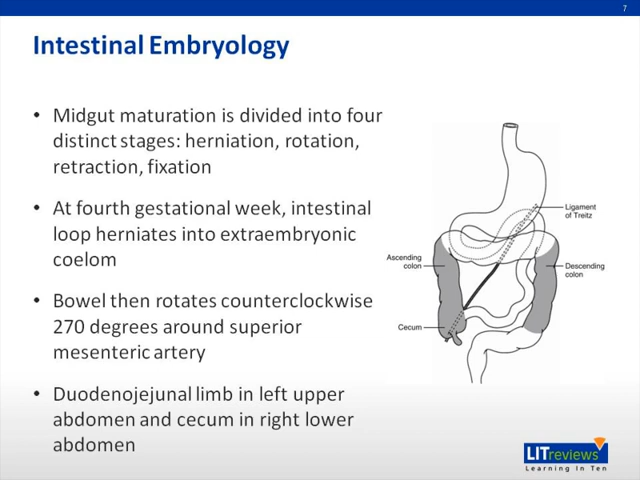 7
Intestinal Embryology
• Midgut maturation is divided into four
distinct stages: herniation, rotation,
retraction, fixation
• At fourth gestational week, intestinal
loop herniates into extraembryonic
coelom
• Bowel then rotates counterclockwise
270 degrees around superior
mesenteric artery
• Duodenojejunal limb in left upper
abdomen and cecum in right lower
abdomen
Ligament
of Treitz
Ascending
colon
Descending
colon
Cecum
LITreviews
Learning In Ten